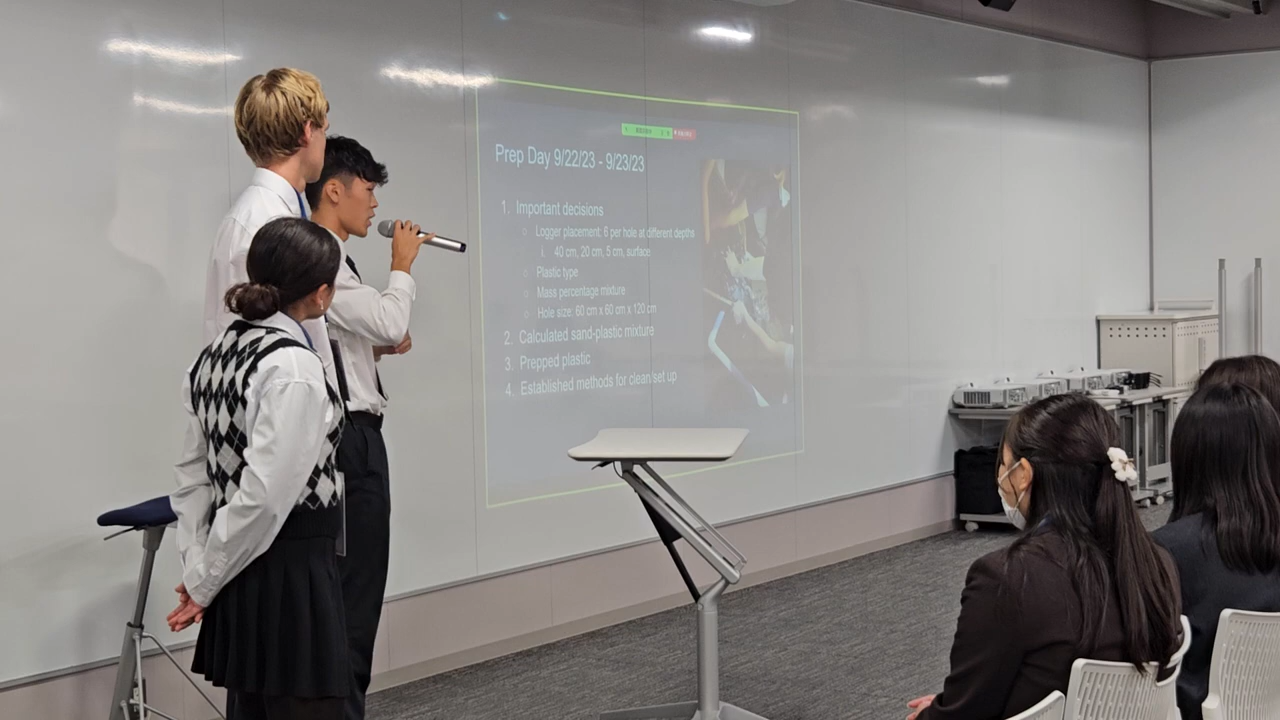 Prep Day 9/22/23 - 9/23/23
1. Important decisions
○ Logger placement: 6 per hole at different depths
i. 40 cm, 20 cm, 5 cm, surface
○ Plastic type
○ Mass percentage mixture
○ Hole size: 60 cm x 60 cm x 120 cm
2. Calculated sand-plastic mixture
3. Prepped plastic
4. Established methods for clean set up